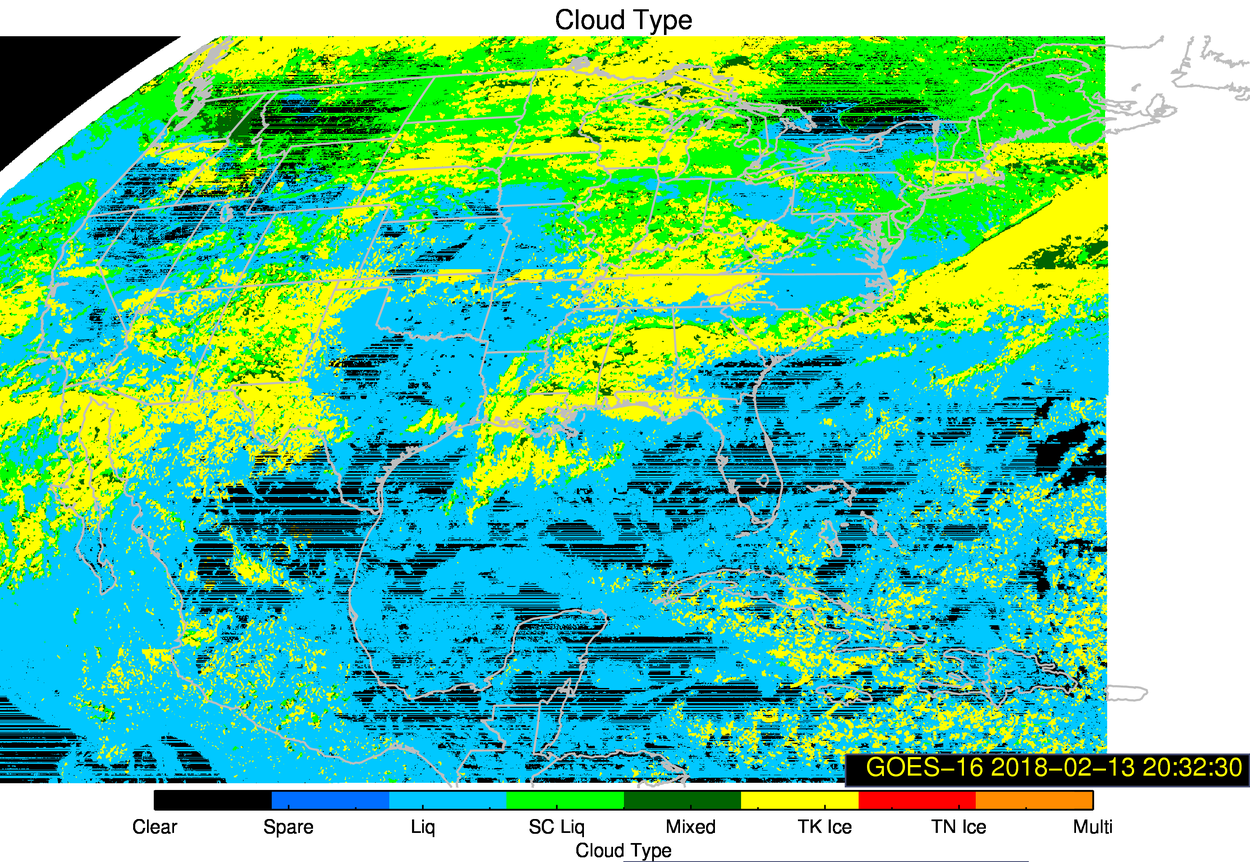 Cloud Type
GOES−16 2018−02−13 20:32:30
Clear Spare Liq SC Liq Mixed TK Ice TN Ice Multi
Cloud Type